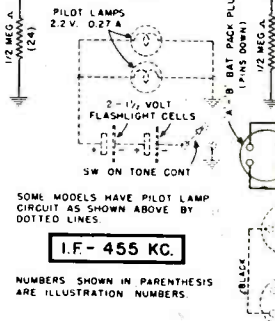 PILOT LAMPS
2.2 V. 0.27 A
1/2 MEG.
(24)
"A"-"B" BAT PACK PLU
(PINS DOWN)
1/2 MEG
2-1 1/2 VOLT
FLASHLIGHT CELLS
+
-
+
-
SW ON TONE CONT
SOME MODELS HAVE PILOT LAMP
CIRCUIT AS SHOWN ABOVE BY
DOTTED LINES.
I.F.- 455 KC.
NUMBERS SHOWN IN PARENTHESIS
ARE ILLUSTRATION NUMBERS.
BLACK